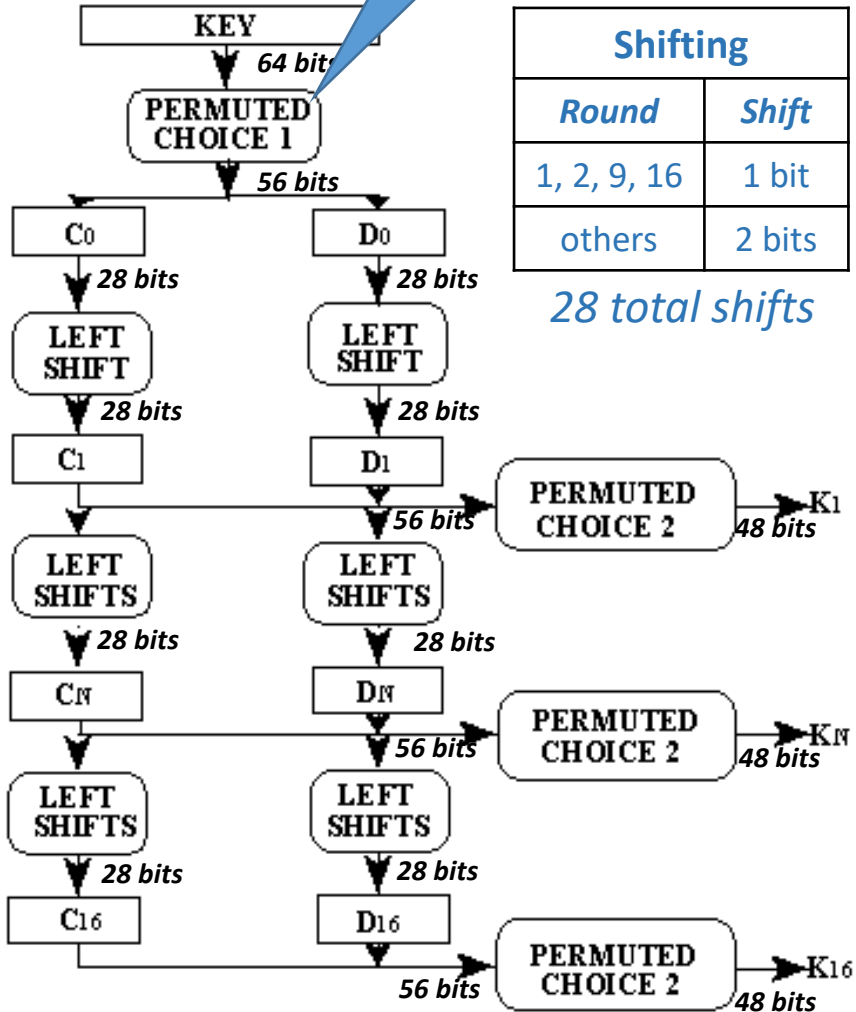 KEY
64 bits
PERMUTED
CHOICE 1
56 bits
C0
D0
28 bits
28 bits
LEFT
SHIFT
LEFT
SHIFT
28 bits
28 bits
C1
D1
56 bits
PERMUTED
CHOICE 2
48 bits
K1
LEFT
SHIFTS
LEFT
SHIFTS
28 bits
28 bits
CN
DN
56 bits
PERMUTED
CHOICE 2
48 bits
KN
LEFT
SHIFTS
LEFT
SHIFTS
28 bits
28 bits
C16
D16
56 bits
PERMUTED
CHOICE 2
48 bits
K16
Shifting
Round Shift
1, 2, 9, 16 1 bit
others 2 bits
28 total shifts